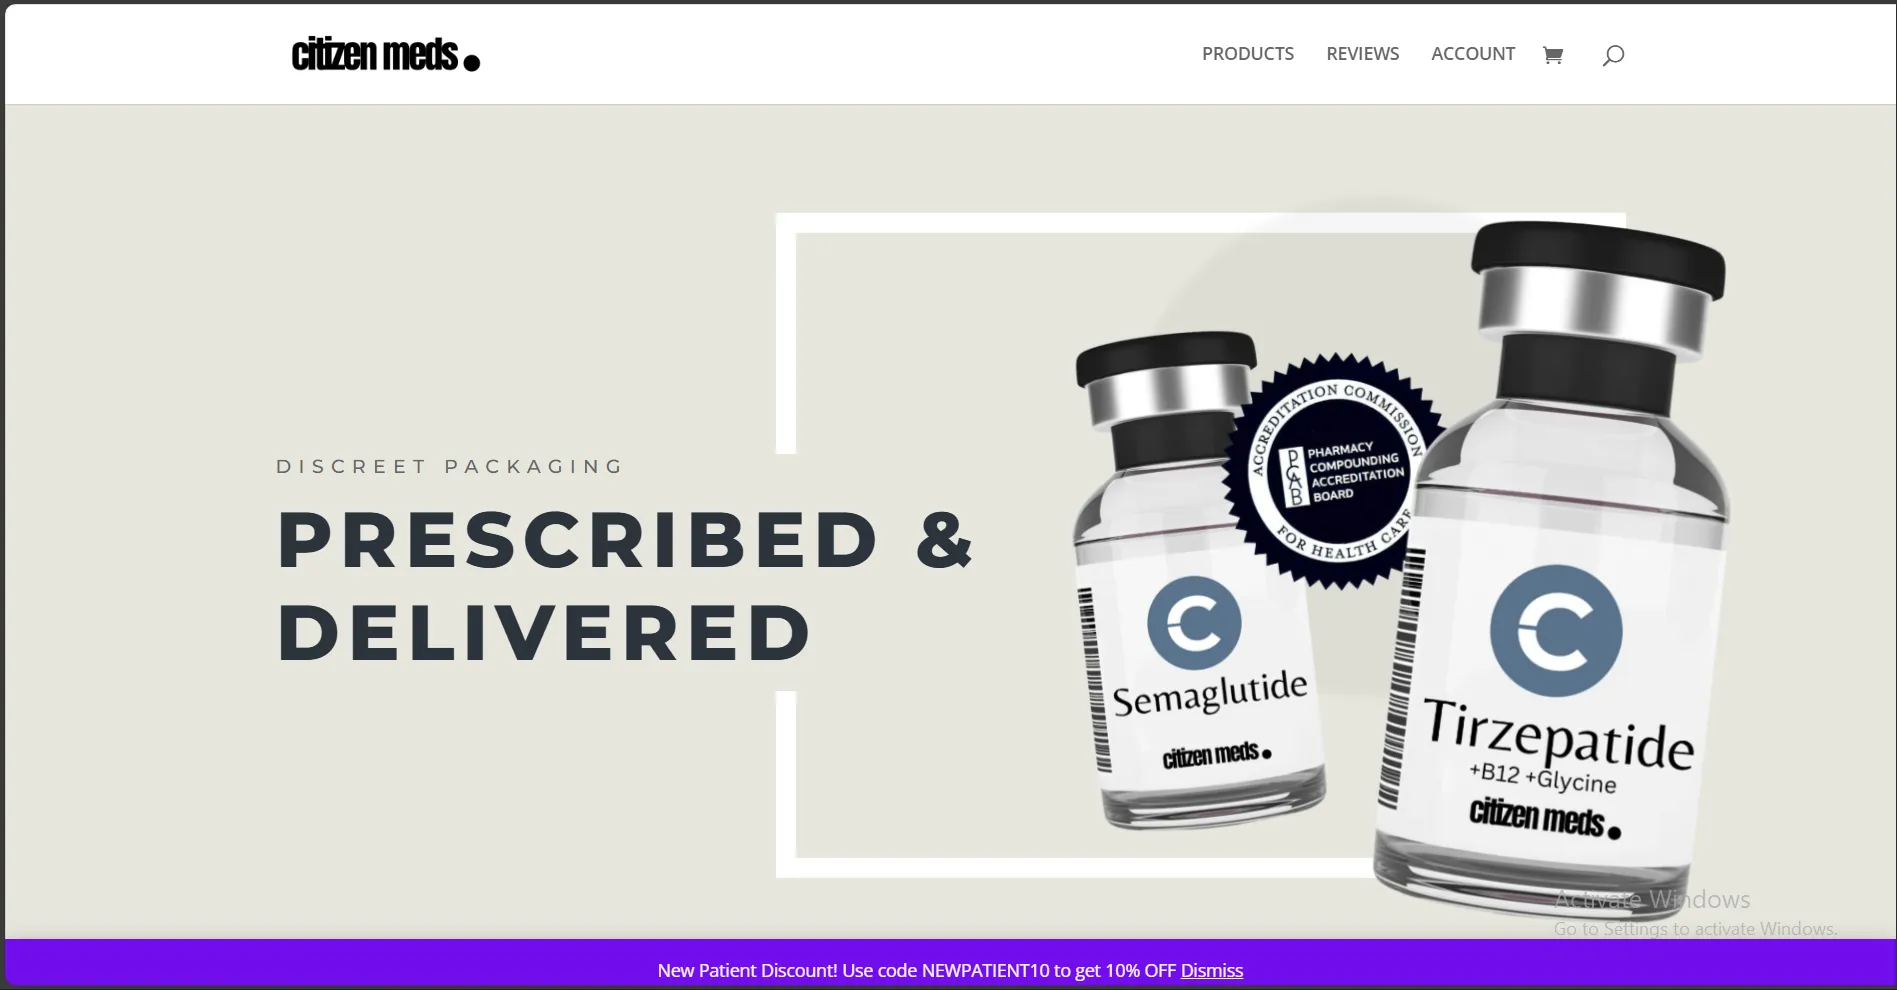 citizen meds.
PRODUCTS REVIEWS ACCOUNT
DISCREET PACKAGING
PRESCRIBED &
DELIVERED
ACCREDITATION COMMISSION
PCAB
PHARMACY
COMPOUNDING
ACCREDITATION
BOARD
FOR HEALTH CARE
C
Semaglutide
citizen meds.
C
Tirzepatide
+B12 +Glycine
citizen meds.
Activate Windows
Go to Settings to activate Windows.
New Patient Discount! Use code NEWPATIENT10 to get 10% OFF Dismiss